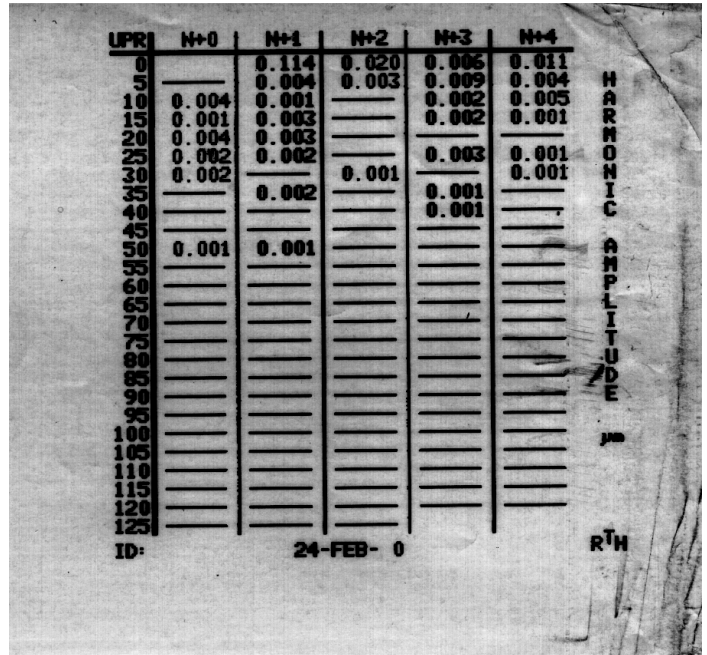 UPR N+0 N+1 N+2 N+3 N+4
0 0.114 0.020 0.006 0.011
5 —— 0.004 0.003 0.009 0.004
10 0.004 0.001 —— 0.002 0.005
15 0.001 0.003 —— 0.002 0.001
20 0.004 0.003 —— —— ——
25 0.002 0.002 —— 0.003 0.001
30 0.002 —— 0.001 —— 0.001
35 —— 0.002 —— 0.001 ——
40 —— —— —— 0.001 ——
45 —— —— —— —— ——
50 0.001 0.001 —— —— ——
55 —— —— —— —— ——
60 —— —— —— —— ——
65 —— —— —— —— ——
70 —— —— —— —— ——
75 —— —— —— —— ——
80 —— —— —— —— ——
85 —— —— —— —— ——
90 —— —— —— —— ——
95 —— —— —— —— ——
100 —— —— —— —— ——
105 —— —— —— —— ——
110 —— —— —— —— ——
115 —— —— —— —— ——
120 —— —— —— —— ——
125 —— —— ——
ID: 24-FEB- 0
HARMONIC AMPLITUDE
µm
RTH